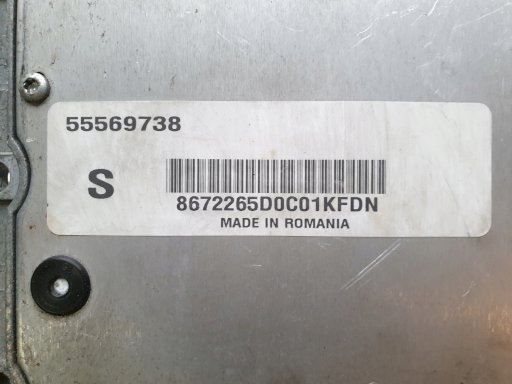 55569738
S
8672265D0C01KFDN
MADE IN ROMANIA